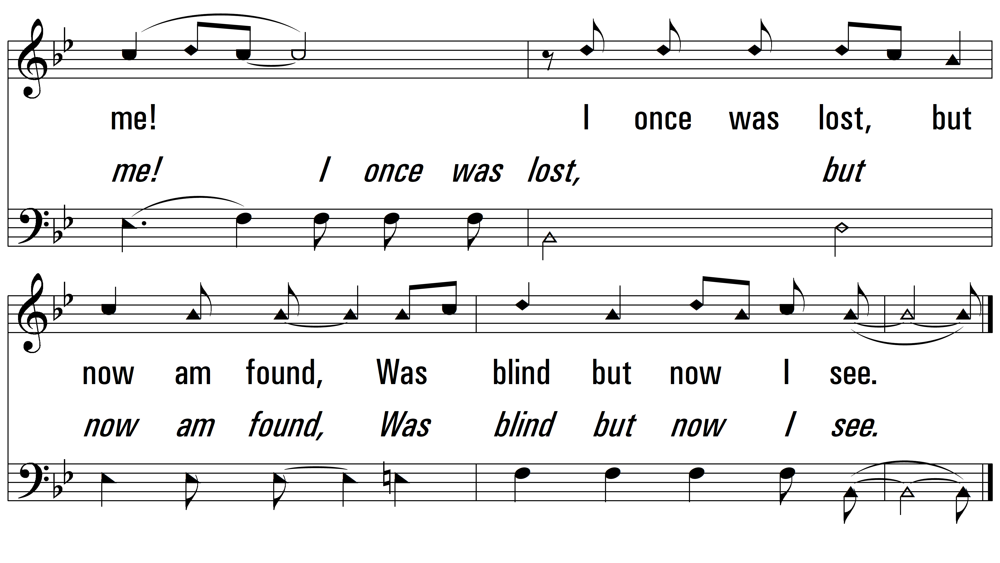 me! I once was lost, but
me! I once was lost, but
now am found, Was blind but now I see.
now am found, Was blind but now I see.